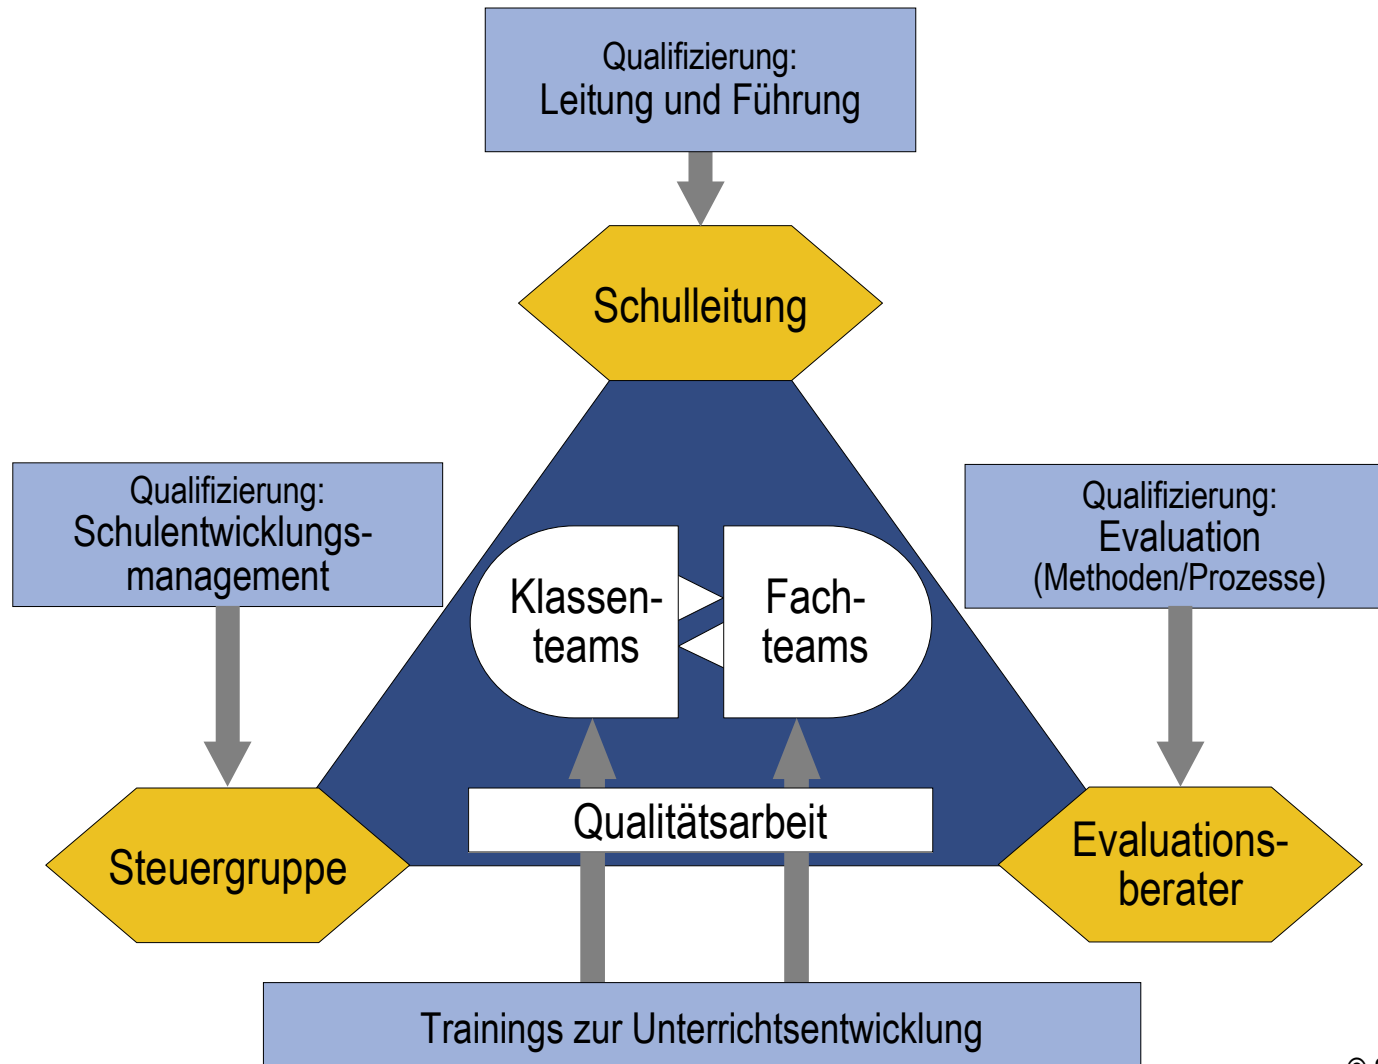 Qualifizierung:
Leitung und Führung
Schulleitung
Qualifizierung:
Schulentwicklungs-
management
Qualifizierung:
Evaluation
(Methoden/Prozesse)
Klassen-
teams
Fach-
teams
Qualitätsarbeit
Steuergruppe
Evaluations-
berater
Trainings zur Unterrichtsentwicklung
©